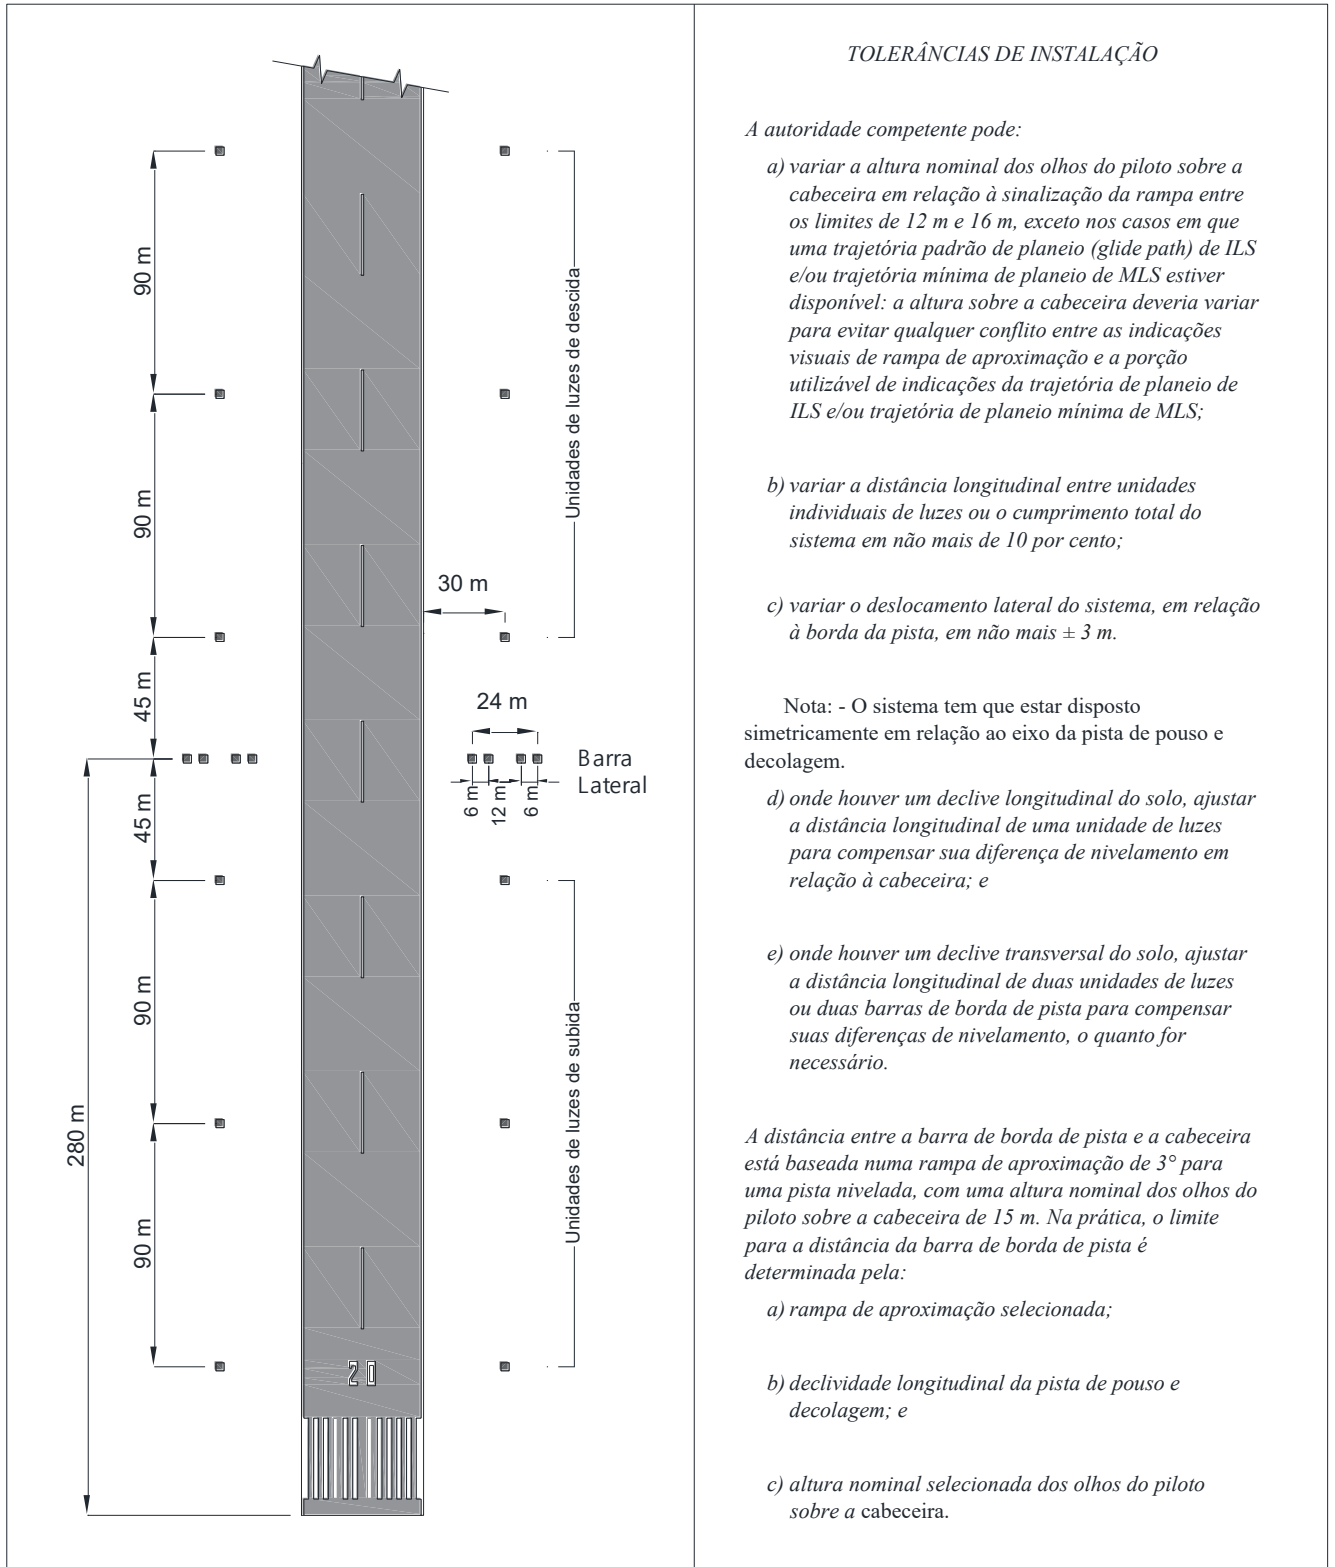 90 m
90 m
45 m
45 m
90 m
90 m
280 m
30 m
24 m
6 m
12 m
6 m
Barra
Lateral
Unidades de luzes de descida
Unidades de luzes de subida
20
TOLERÂNCIAS DE INSTALAÇÃO
A autoridade competente pode:
a) variar a altura nominal dos olhos do piloto sobre a
cabeceira em relação à sinalização da rampa entre
os limites de 12 m e 16 m, exceto nos casos em que
uma trajetória padrão de planeio (glide path) de ILS
e/ou trajetória mínima de planeio de MLS estiver
disponível: a altura sobre a cabeceira deveria variar
para evitar qualquer conflito entre as indicações
visuais de rampa de aproximação e a porção
utilizável de indicações da trajetória de planeio de
ILS e/ou trajetória de planeio mínima de MLS;
b) variar a distância longitudinal entre unidades
individuais de luzes ou o cumprimento total do
sistema em não mais de 10 por cento;
c) variar o deslocamento lateral do sistema, em relação
à borda da pista, em não mais ± 3 m.
Nota: - O sistema tem que estar disposto
simetricamente em relação ao eixo da pista de pouso e
decolagem.
d) onde houver um declive longitudinal do solo, ajustar
a distância longitudinal de uma unidade de luzes
para compensar sua diferença de nivelamento em
relação à cabeceira; e
e) onde houver um declive transversal do solo, ajustar
a distância longitudinal de duas unidades de luzes
ou duas barras de borda de pista para compensar
suas diferenças de nivelamento, o quanto for
necessário.
A distância entre a barra de borda de pista e a cabeceira
está baseada numa rampa de aproximação de 3° para
uma pista nivelada, com uma altura nominal dos olhos do
piloto sobre a cabeceira de 15 m. Na prática, o limite
para a distância da barra de borda de pista é
determinada pela:
a) rampa de aproximação selecionada;
b) declividade longitudinal da pista de pouso e
decolagem; e
c) altura nominal selecionada dos olhos do piloto
sobre a cabeceira.